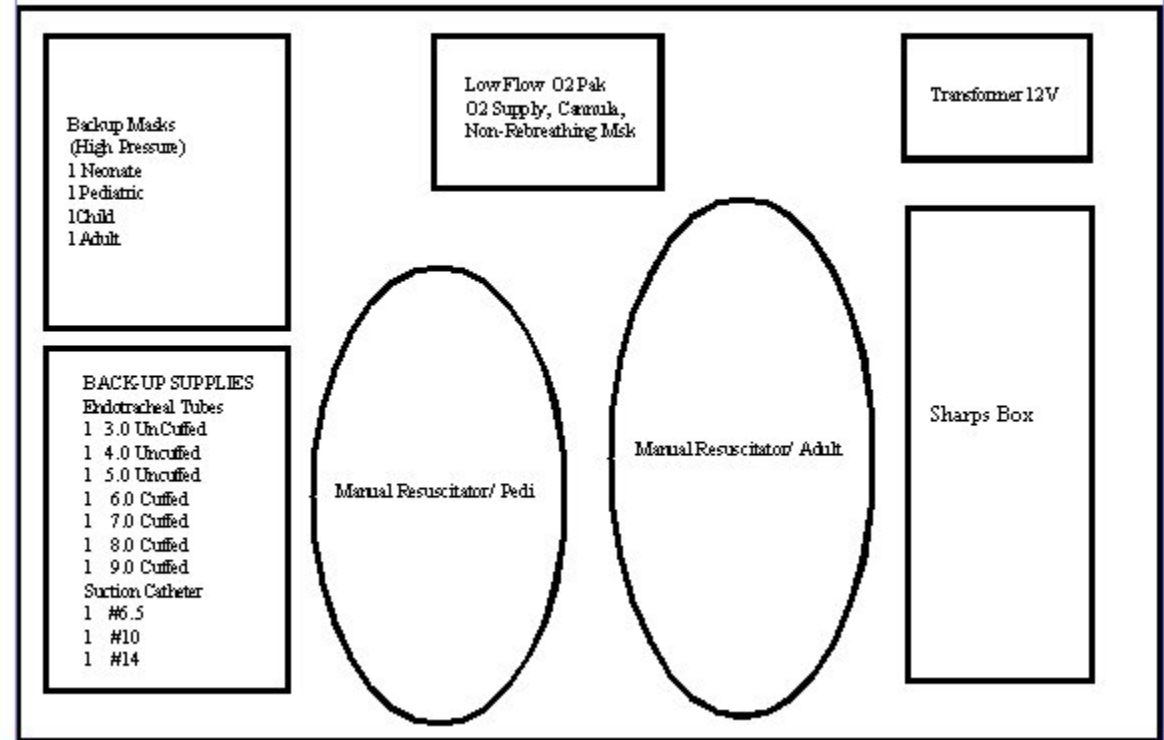 Backup Masks
(High Pressure)
1 Neonate
1 Pediatric
1Child
1 Adult
Low Flow O2 Pak
O2 Supply, Cannula,
Non-Rebreathing Msk
Transformer 12V
BACK-UP SUPPLIES
Endotracheal Tubes
1 3.0 UnCuffed
1 4.0 Uncuffed
1 5.0 Uncuffed
1 6.0 Cuffed
1 7.0 Cuffed
1 8.0 Cuffed
1 9.0 Cuffed
Suction Catheter
1 #6.5
1 #10
1 #14
Manual Resuscitator/ Pedi
Manual Resuscitator/ Adult
Sharps Box